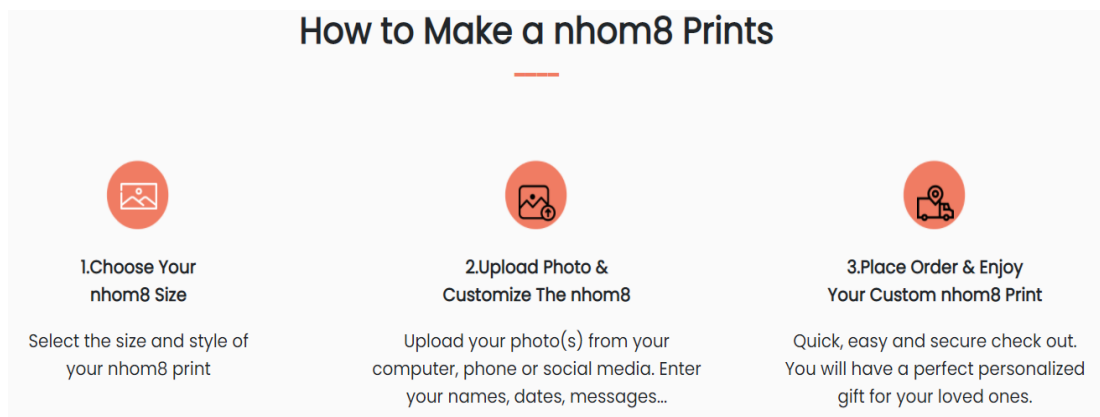 How to Make a nhom8 Prints
1.Choose Your
nhom8 Size
Select the size and style of
your nhom8 print
2.Upload Photo &
Customize The nhom8
Upload your photo(s) from your
computer, phone or social media. Enter
your names, dates, messages...
3.Place Order & Enjoy
Your Custom nhom8 Print
Quick, easy and secure check out.
You will have a perfect personalized
gift for your loved ones.